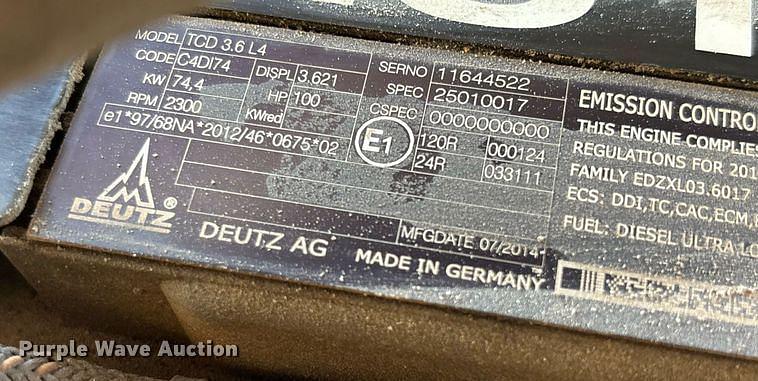 MODEL TCD 3.6 L4
CODE C4DI74 DISPL 3.621
KW 74,4 HP 100
RPM 2300 KWred
e1*97/68NA*2012/46*0675*02
SERNO 11644522
SPEC 25010017
CSPEC 0000000000
E1 120R 000124
24R 033111
DEUTZ®
DEUTZ AG
MFGDATE 07/2014
MADE IN GERMANY
EMISSION CONTRO
THIS ENGINE COMPLIES
REGULATIONS FOR 201
FAMILY EDZXL03.6017
ECS: DDI,TC,CAC,ECM,
FUEL: DIESEL ULTRA LO
Purple Wave Auction